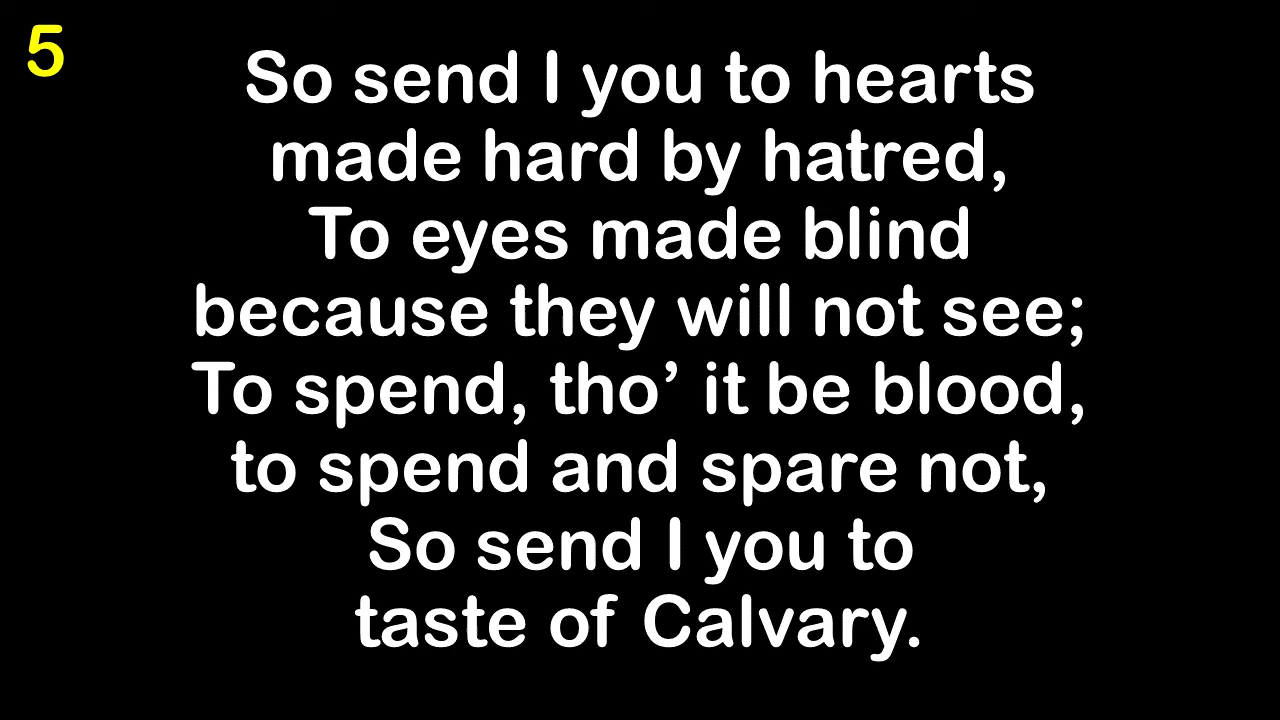 5
So send I you to hearts
made hard by hatred,
To eyes made blind
because they will not see;
To spend, tho’ it be blood,
to spend and spare not,
So send I you to
taste of Calvary.